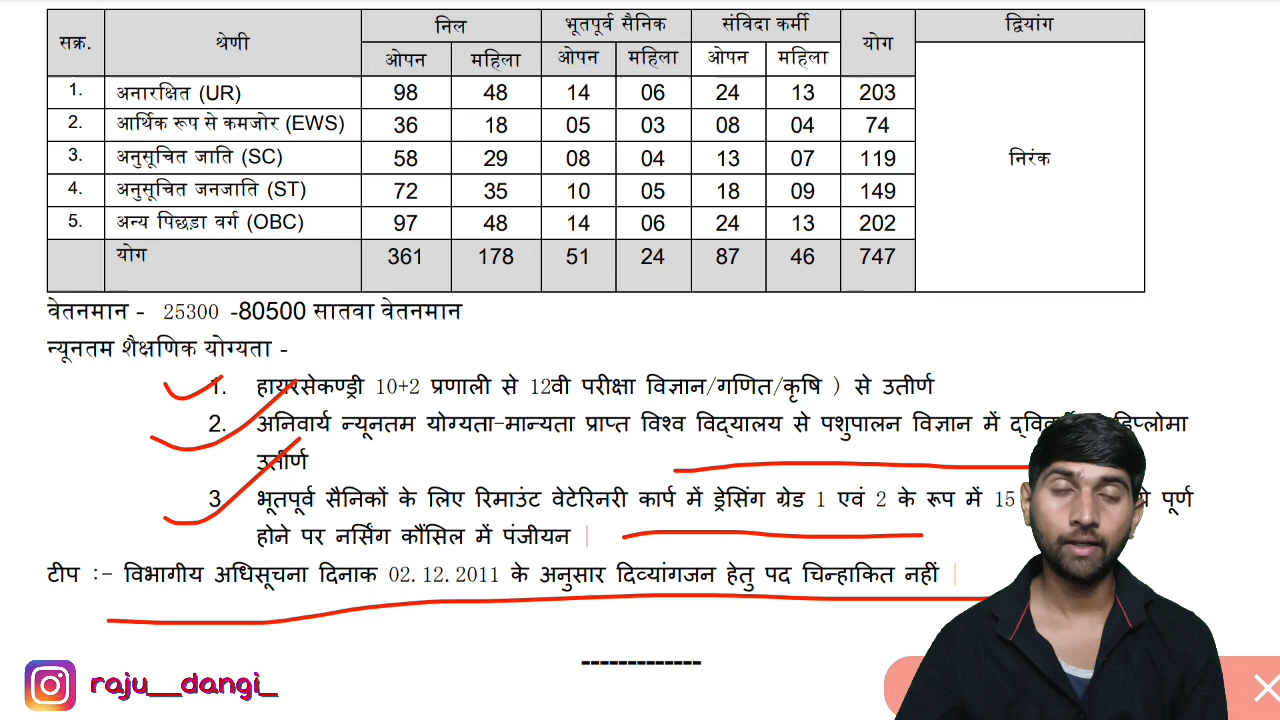 सक्र. श्रेणी निल भूतपूर्व सैनिक संविदा कर्मी योग द्वियांग
ओपन महिला ओपन महिला ओपन महिला
1. अनारक्षित (UR) 98 48 14 06 24 13 203
2. आर्थिक रूप से कमजोर (EWS) 36 18 05 03 08 04 74
3. अनुसूचित जाति (SC) 58 29 08 04 13 07 119 निरंक
4. अनुसूचित जनजाति (ST) 72 35 10 05 18 09 149
5. अन्य पिछड़ा वर्ग (OBC) 97 48 14 06 24 13 202
योग 361 178 51 24 87 46 747
वेतनमान - 25300 -80500 सातवा वेतनमान
न्यूनतम शैक्षणिक योग्यता -
1. हायरसेकण्ड्री 10+2 प्रणाली से 12वी परीक्षा विज्ञान/गणित/कृषि ) से उतीर्ण
2. अनिवार्य न्यूनतम योग्यता-मान्यता प्राप्त विश्व विद्यालय से पशुपालन विज्ञान में डिप्लोमा
उतीर्ण
3 भूतपूर्व सैनिकों के लिए रिमाउंट वेटेरिनरी कार्प में ड्रेसिंग ग्रेड 1 एवं 2 के रूप में 15 पूर्ण
होने पर नर्सिंग कौंसिल में पंजीयन |
टीप :- विभागीय अधिसूचना दिनाक 02.12.2011 के अनुसार दिव्यांगजन हेतु पद चिन्हाकित नहीं |
-------------
raju__dangi_